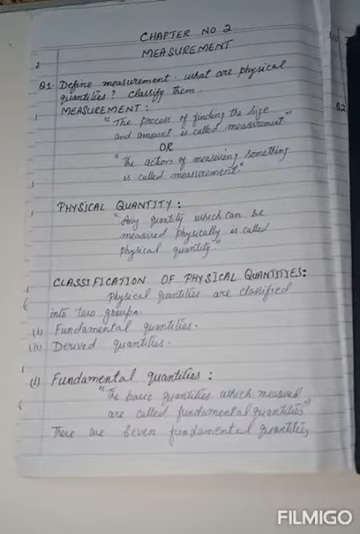 CHAPTER NO 2
MEASUREMENT
Q1. Define measurement. what are physical
quantities? Classify them.
MEASUREMENT:
"The process of finding the size
and amount is called measurement"
OR
"The action of measuring something
is called measurement."
PHYSICAL QUANTITY:
"Any quantity which can be
measured physically is called
physical quantity."
CLASSIFICATION OF PHYSICAL QUANTITIES:
Physical quantities are classified
into two groups.
(i) Fundamental quantities.
(ii) Derived quantities.
(i) Fundamental quantities:
"The basic quantities which measured
are called fundamental quantities"
There are seven fundamental quantities
Q2
FILMIGO